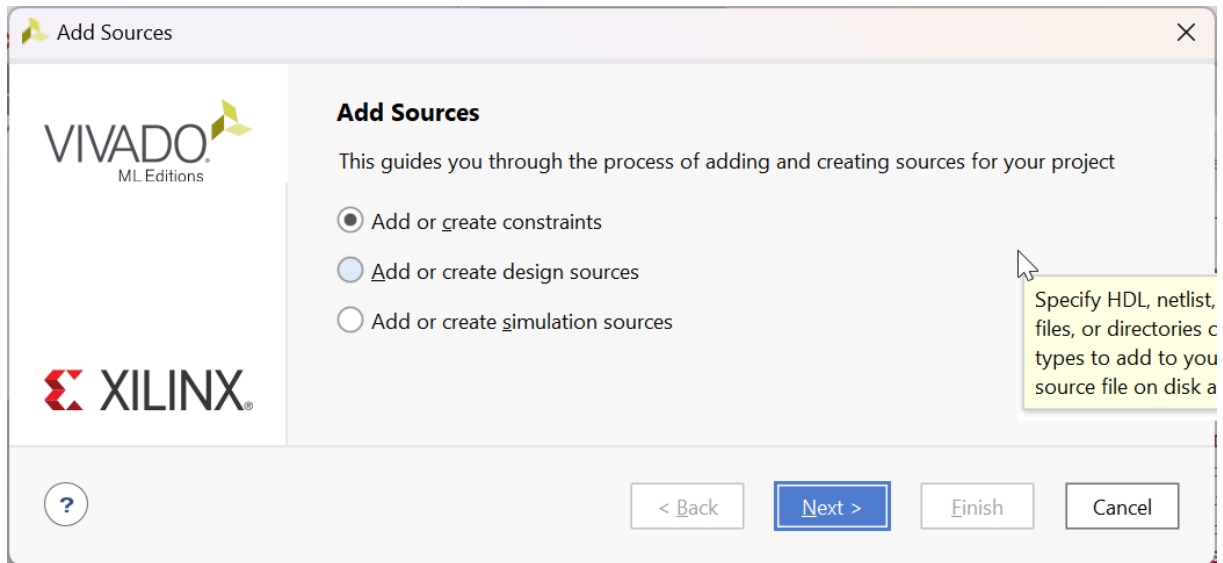 Add Sources
VIVADO.
ML Editions
XILINX.
Add Sources
This guides you through the process of adding and creating sources for your project
Add or create constraints
Add or create design sources
Add or create simulation sources
Specify HDL, netlist,
files, or directories
types to add to you
source file on disk a
?
< Back
Next >
Finish
Cancel